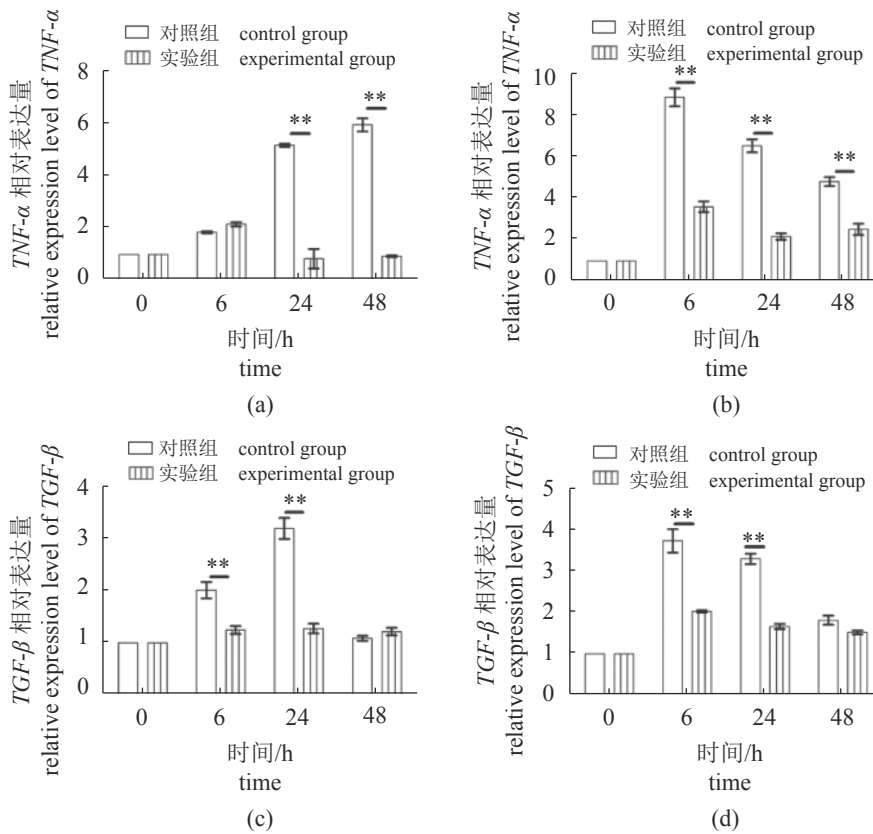 对照组 control group
实验组 experimental group
TNF-α 相对表达量
relative expression level of TNF-α
8
6
4
2
0
**
**
0 6 24 48
时间/h
time
(a)
对照组 control group
实验组 experimental group
TNF-α 相对表达量
relative expression level of TNF-α
10
8
6
4
2
0
**
**
**
0 6 24 48
时间/h
time
(b)
对照组 control group
实验组 experimental group
TGF-β 相对表达量
relative expression level of TGF-β
4
3
2
1
0
**
**
0 6 24 48
时间/h
time
(c)
对照组 control group
实验组 experimental group
TGF-β 相对表达量
relative expression level of TGF-β
5
4
3
2
1
0
**
**
0 6 24 48
时间/h
time
(d)